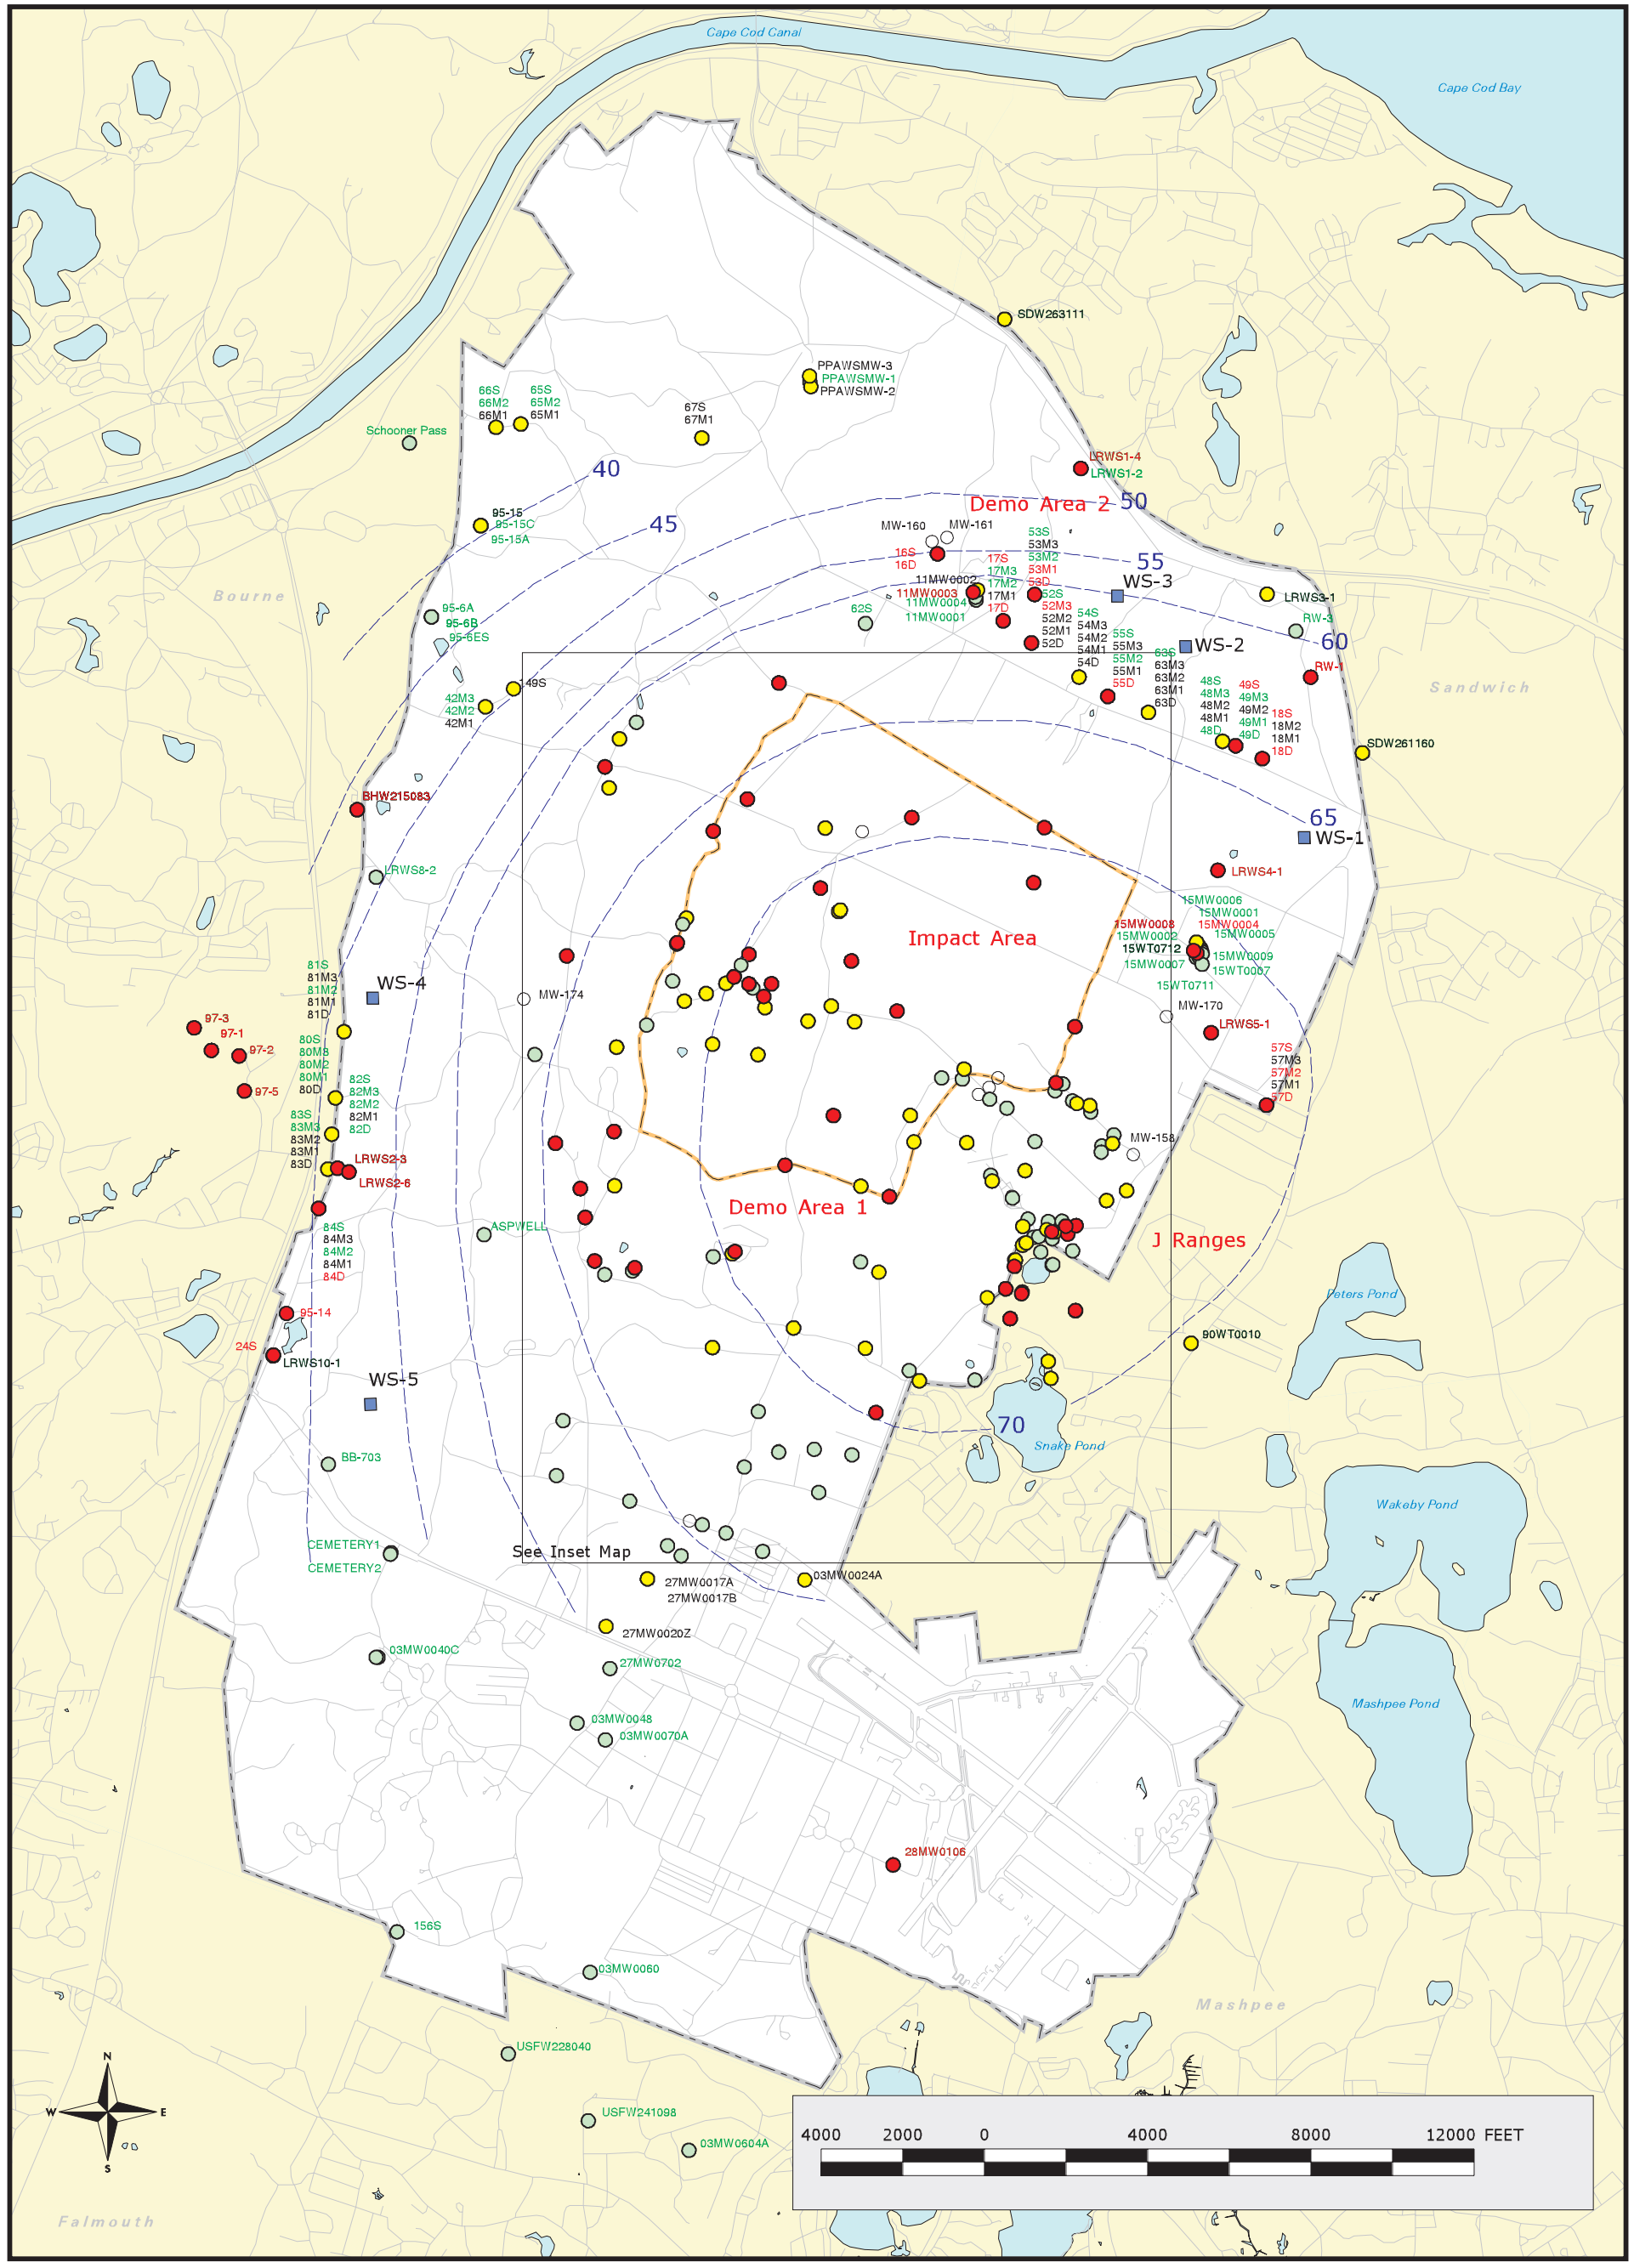 Cape Cod Canal
Cape Cod Bay
SDW263111
PPAWSMW-3
PPAWSMW-1
PPAWSMW-2
66S
66M2
66M1
65S
65M2
65M1
67S
67M1
Schooner Pass
40
LRWS1-4
LRWS1-2
Demo Area 2
50
95-15
95-15C
95-15A
45
MW-160
MW-161
16S
16D
53S
53M3
53M2
53M1
53D
55
17S
17M3
17M2
17M1
17D
11MW0002
11MW0003
11MW0004
11MW0001
WS-3
Bourne
LRWS3-1
95-6A
95-6B
95-6ES
62S
52S
52M3
52M2
52M1
52D
54S
54M3
54M2
54M1
54D
RW-3
60
55S
55M3
55M2
55M1
55D
WS-2
63S
63M3
63M2
63M1
63D
RW-1
Sandwich
149S
42M3
42M2
42M1
48S
48M3
48M2
48M1
48D
49S
49M3
49M2
49M1
49D
18S
18M2
18M1
18D
SDW261160
BHW215083
65
WS-1
LRWS8-2
LRWS4-1
15MW0006
15MW0001
15MW0008
15MW0004
15MW0002
15MW0005
15WT0712
15MW0009
15MW0007
15WT0007
15WT0711
Impact Area
81S
81M3
81M2
81M1
81D
WS-4
MW-174
MW-170
97-3
97-1
97-2
97-5
LRWS5-1
80S
80M3
80M2
80M1
80D
57S
57M3
57M2
57M1
57D
82S
82M3
82M2
82M1
82D
83S
83M3
83M2
83M1
83D
MW-158
LRWS2-3
LRWS2-6
Demo Area 1
ASPWELL
84S
84M3
84M2
84M1
84D
J Ranges
95-14
Peters Pond
24S
LRWS10-1
90WT0010
WS-5
70
Snake Pond
BB-703
Wakeby Pond
CEMETERY1
CEMETERY2
See Inset Map
27MW0017A
27MW0017B
03MW0024A
27MW0020Z
03MW0040C
27MW0702
Mashpee Pond
03MW0048
03MW0070A
28MW0106
156S
03MW0060
Mashpee
USFW228040
N
W
E
S
USFW241098
03MW0604A
4000
2000
0
4000
8000
12000 FEET
Falmouth